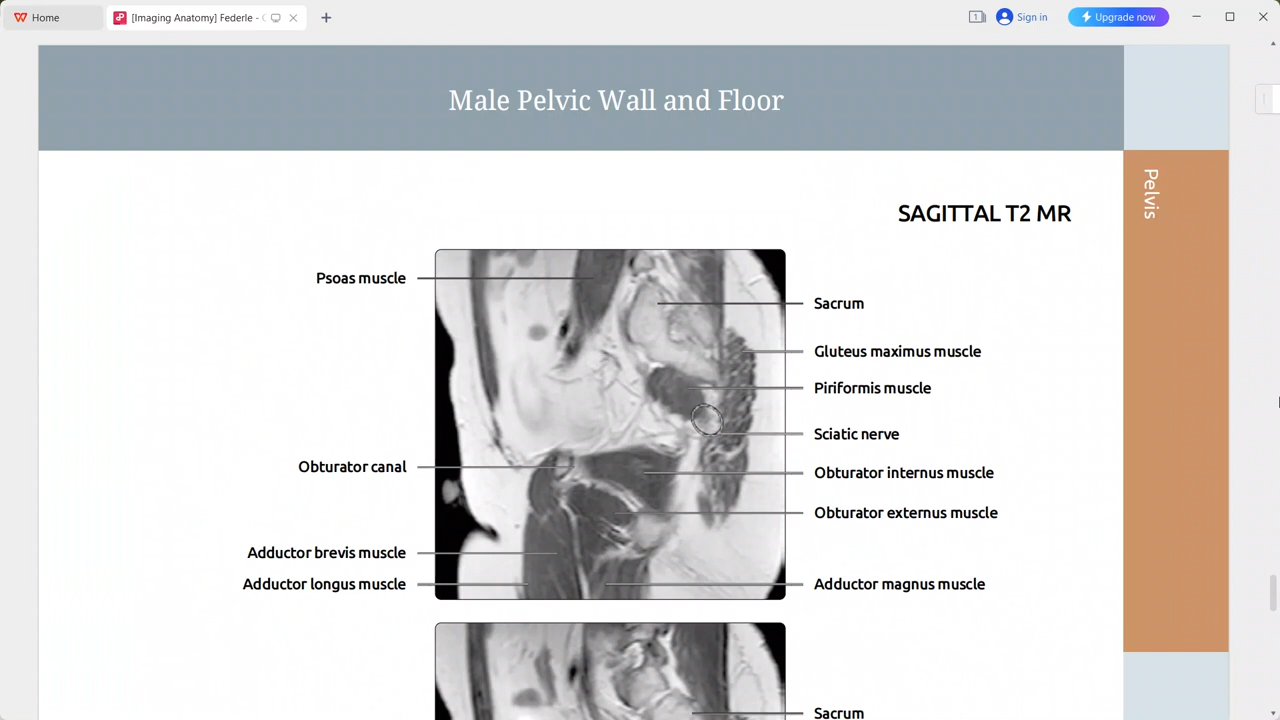 Home
[Imaging Anatomy] Federle -
1
Sign in
Upgrade now
Male Pelvic Wall and Floor
Pelvis
SAGITTAL T2 MR
Psoas muscle
Sacrum
Gluteus maximus muscle
Piriformis muscle
Sciatic nerve
Obturator canal
Obturator internus muscle
Obturator externus muscle
Adductor brevis muscle
Adductor longus muscle
Adductor magnus muscle
Sacrum